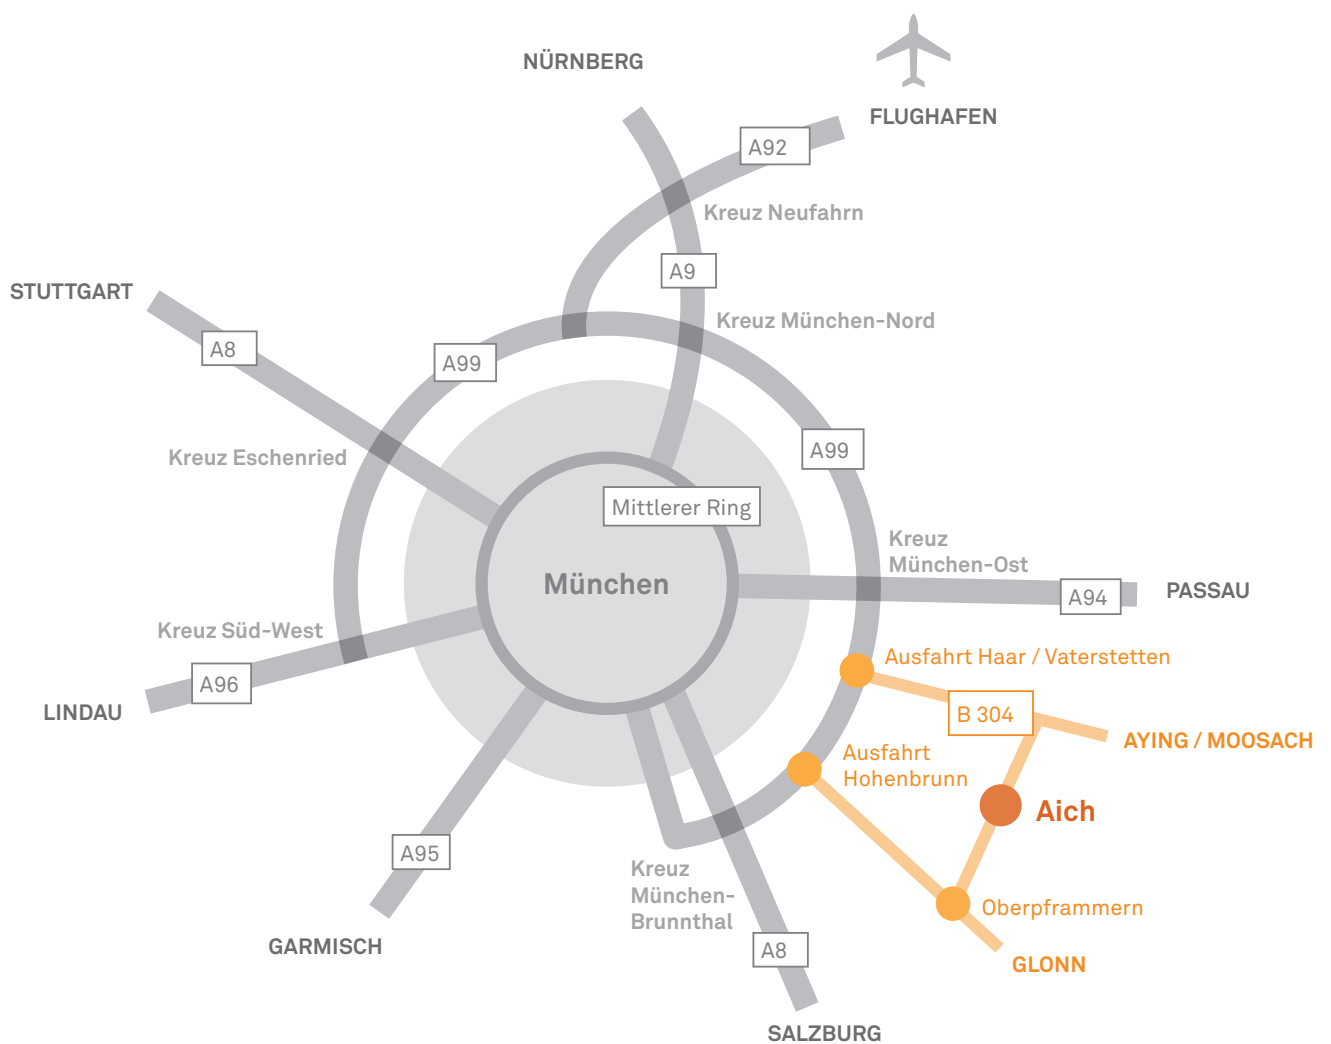 NÜRNBERG
FLUGHAFEN
A92
Kreuz Neufahrn
A9
STUTTGART
Kreuz München-Nord
A8
A99
A99
Kreuz Eschenried
Mittlerer Ring
Kreuz
München-Ost
München
PASSAU
A94
Kreuz Süd-West
Ausfahrt Haar / Vaterstetten
A96
LINDAU
B 304
AYING / MOOSACH
Ausfahrt
Hohenbrunn
Aich
A95
Kreuz
München-
Brunnthal
Oberpframmern
GARMISCH
A8
GLONN
SALZBURG